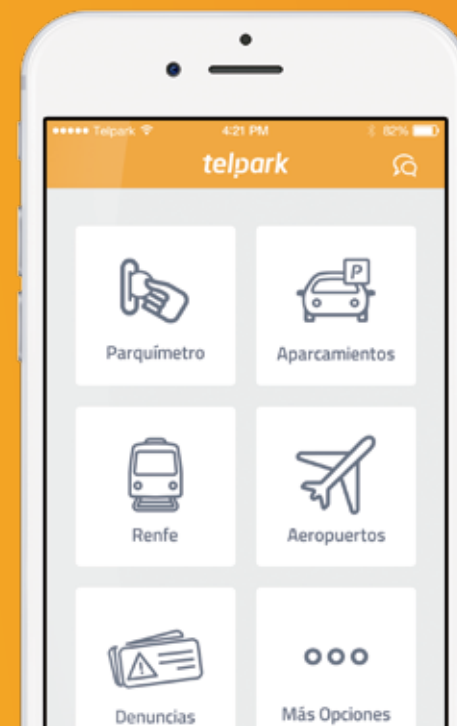 Telpark 4:21 PM 82%
telpark
P
Parquímetro Aparcamientos
Renfe Aeropuertos
Denuncias Más Opciones